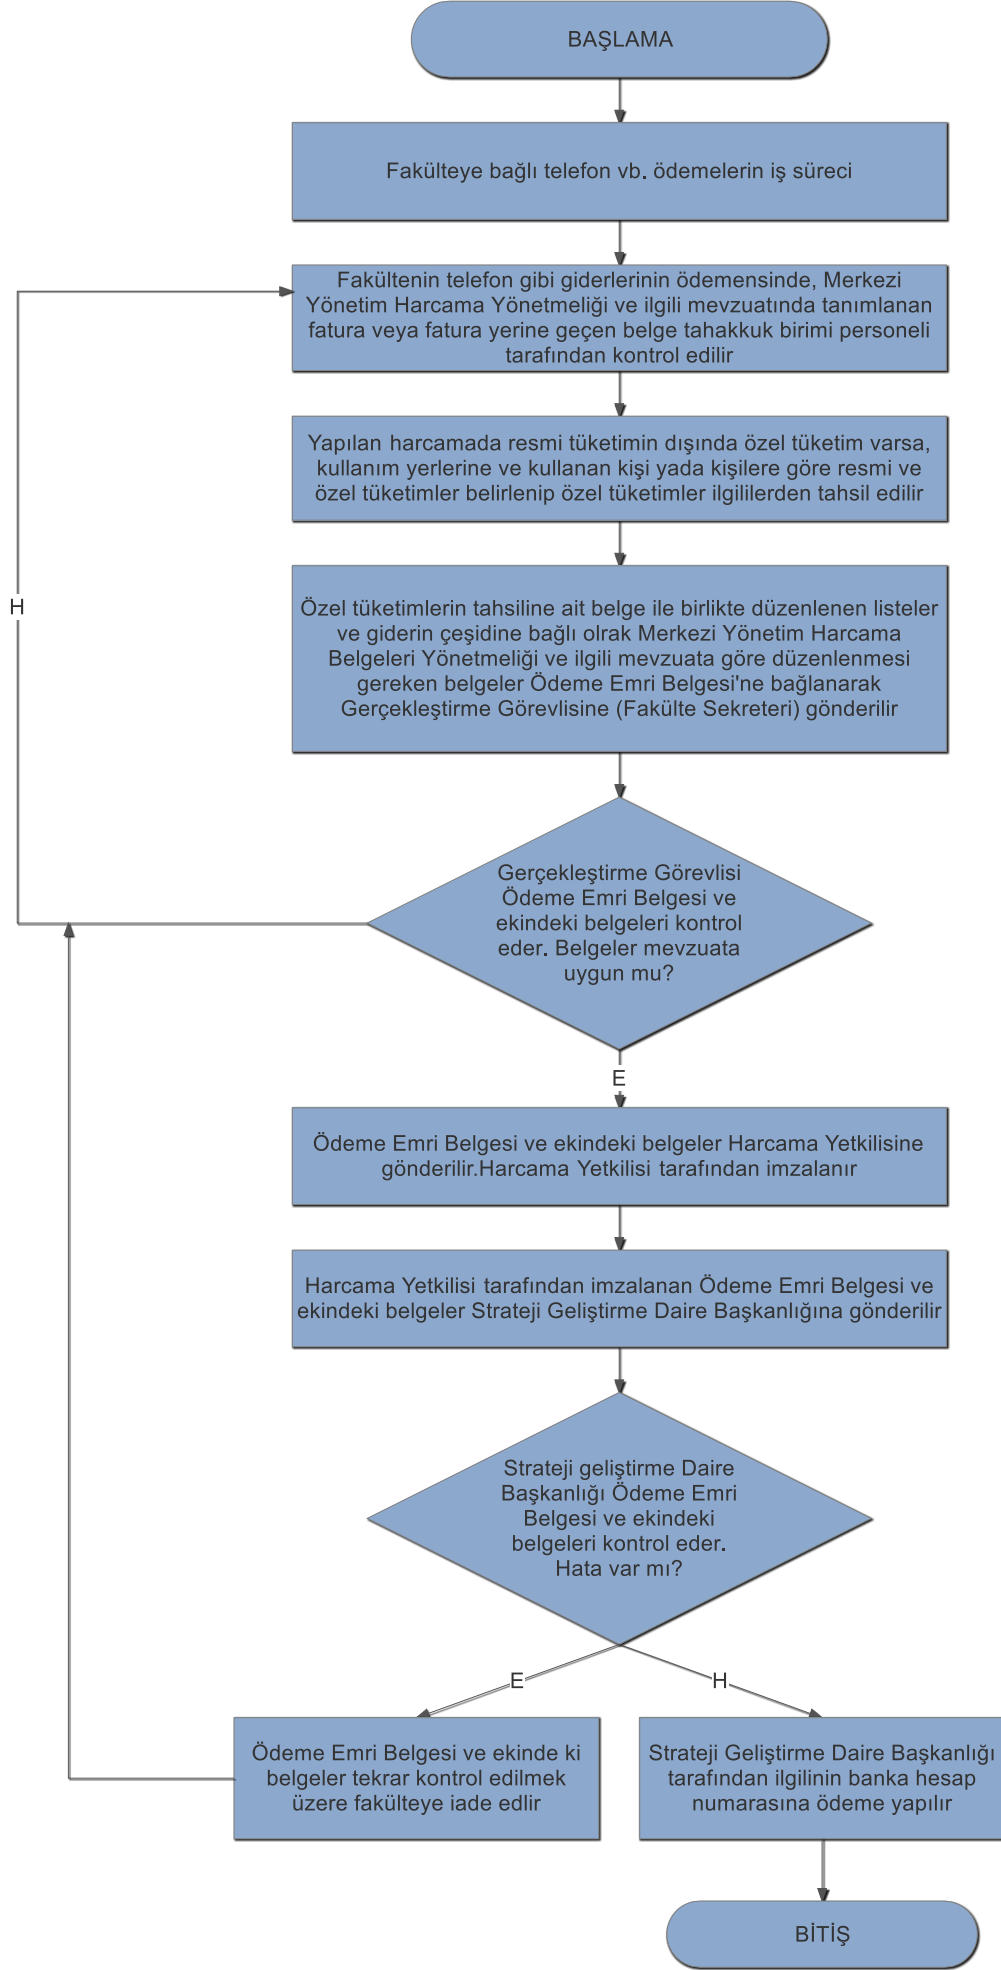 BAŞLAMA
Fakülteye bağlı telefon vb. ödemelerin iş süreci
Fakültenin telefon gibi giderlerinin ödemensinde, Merkezi
Yönetim Harcama Yönetmeliği ve ilgili mevzuatında tanımlanan
fatura veya fatura yerine geçen belge tahakkuk birimi personeli
tarafından kontrol edilir
Yapılan harcamada resmi tüketimin dışında özel tüketim varsa,
kullanım yerlerine ve kullanan kişi yada kişilere göre resmi ve
özel tüketimler belirlenip özel tüketimler ilgililerden tahsil edilir
H
Özel tüketimlerin tahsiline ait belge ile birlikte düzenlenen listeler
ve giderin çeşidine bağlı olrak Merkezi Yönetim Harcama
Belgeleri Yönetmeliği ve ilgili mevzuata göre düzenlenmesi
gereken belgeler Ödeme Emri Belgesi'ne bağlanarak
Gerçekleştirme Görevlisine (Fakülte Sekreteri) gönderilir
Gerçekleştirme Görevlisi
Ödeme Emri Belgesi ve
ekindeki belgeleri kontrol
eder. Belgeler mevzuata
uygun mu?
E
Ödeme Emri Belgesi ve ekindeki belgeler Harcama Yetkilisine
gönderilir.Harcama Yetkilisi tarafından imzalanır
Harcama Yetkilisi tarafından imzalanan Ödeme Emri Belgesi ve
ekindeki belgeler Strateji Geliştirme Daire Başkanlığına gönderilir
Strateji geliştirme Daire
Başkanlığı Ödeme Emri
Belgesi ve ekindeki
belgeleri kontrol eder.
Hata var mı?
E
H
Ödeme Emri Belgesi ve ekinde ki
belgeler tekrar kontrol edilmek
üzere fakülteye iade edlir
Strateji Geliştirme Daire Başkanlığı
tarafından ilgilinin banka hesap
numarasına ödeme yapılır
BİTİŞ